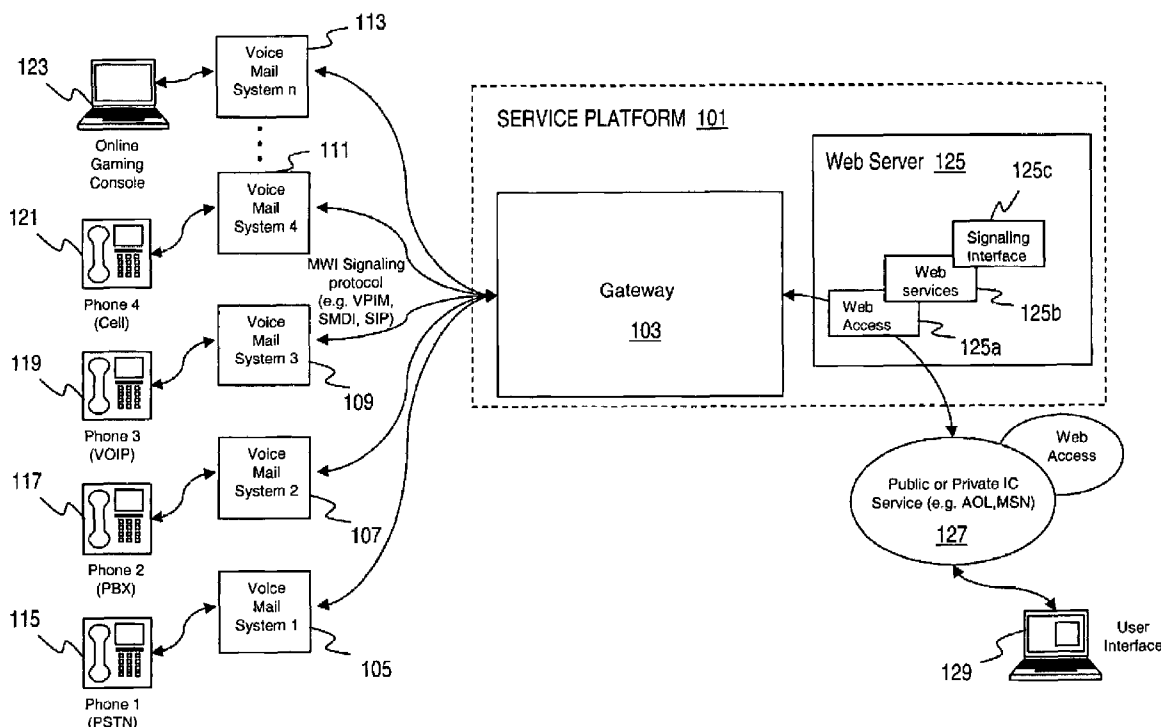 113
Voice
Mail
System n
123
Online
Gaming
Console
111
Voice
Mail
System 4
121
Phone 4
(Cell)
MWI Signaling
protocol
(e.g. VPIM,
SMDI, SIP)
Voice
Mail
System 3
119
109
Phone 3
(VOIP)
Voice
Mail
System 2
117
107
Phone 2
(PBX)
Voice
Mail
System 1
115
105
Phone 1
(PSTN)
SERVICE PLATFORM 101
Gateway
103
Web Server 125
125c
Signaling
Interface
Web
services
125b
Web
Access
125a
Web
Access
Public or Private IC
Service (e.g. AOL,MSN)
127
129
User
Interface